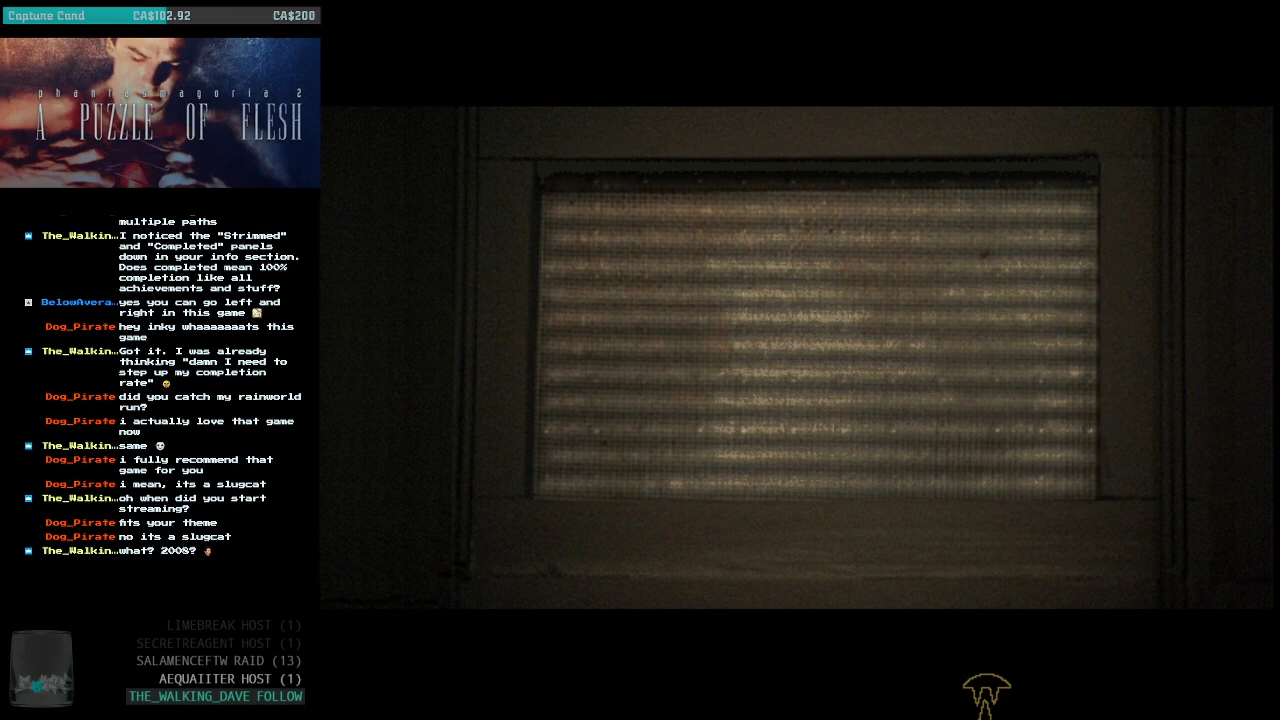 Capture Cand CA$102.92 CA$200
phantasmagoria 2
A PUZZLE OF FLESH
multiple paths
The_Walkin… I noticed the "Strimmed"
and "Completed" panels
down in your info section.
Does completed mean 100%
completion like all
achievements and stuff?
BelowAvera… yes you can go left and
right in this game
Dog_Pirate hey inky whaaaaaats this
game
The_Walkin… Got it. I was already
thinking "damn I need to
step up my completion
rate"
Dog_Pirate did you catch my rainworld
run?
Dog_Pirate i actually love that game
now
The_Walkin… same
Dog_Pirate i fully recommend that
game for you
Dog_Pirate i mean, its a slugcat
The_Walkin… oh when did you start
streaming?
Dog_Pirate fits your theme
Dog_Pirate no its a slugcat
The_Walkin… what? 2008?
LIMEBREAK HOST (1)
SECRETREAGENT HOST (1)
SALAMENCEFTW RAID (13)
AEQUAIITER HOST (1)
THE_WALKING_DAVE FOLLOW